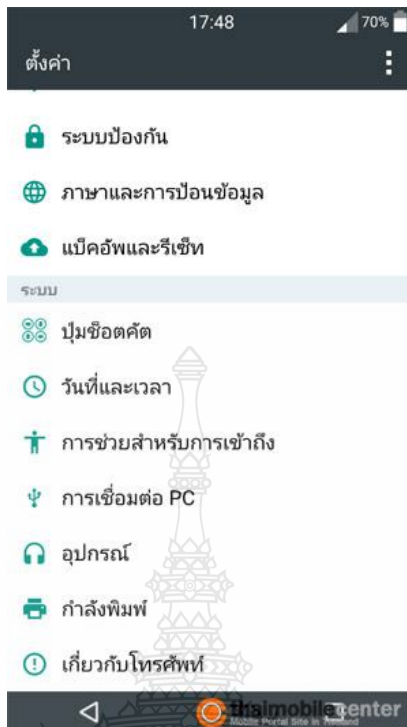 17:48 70%
ตั้งค่า
ระบบป้องกัน
ภาษาและการป้อนข้อมูล
แบ็คอัพและรีเซ็ท
ระบบ
ปุ่มช็อตคัต
วันที่และเวลา
การช่วยสำหรับการเข้าถึง
การเชื่อมต่อ PC
อุปกรณ์
กำลังพิมพ์
เกี่ยวกับโทรศัพท์
thaimobilecenter
Mobile Portal Site in Thailand